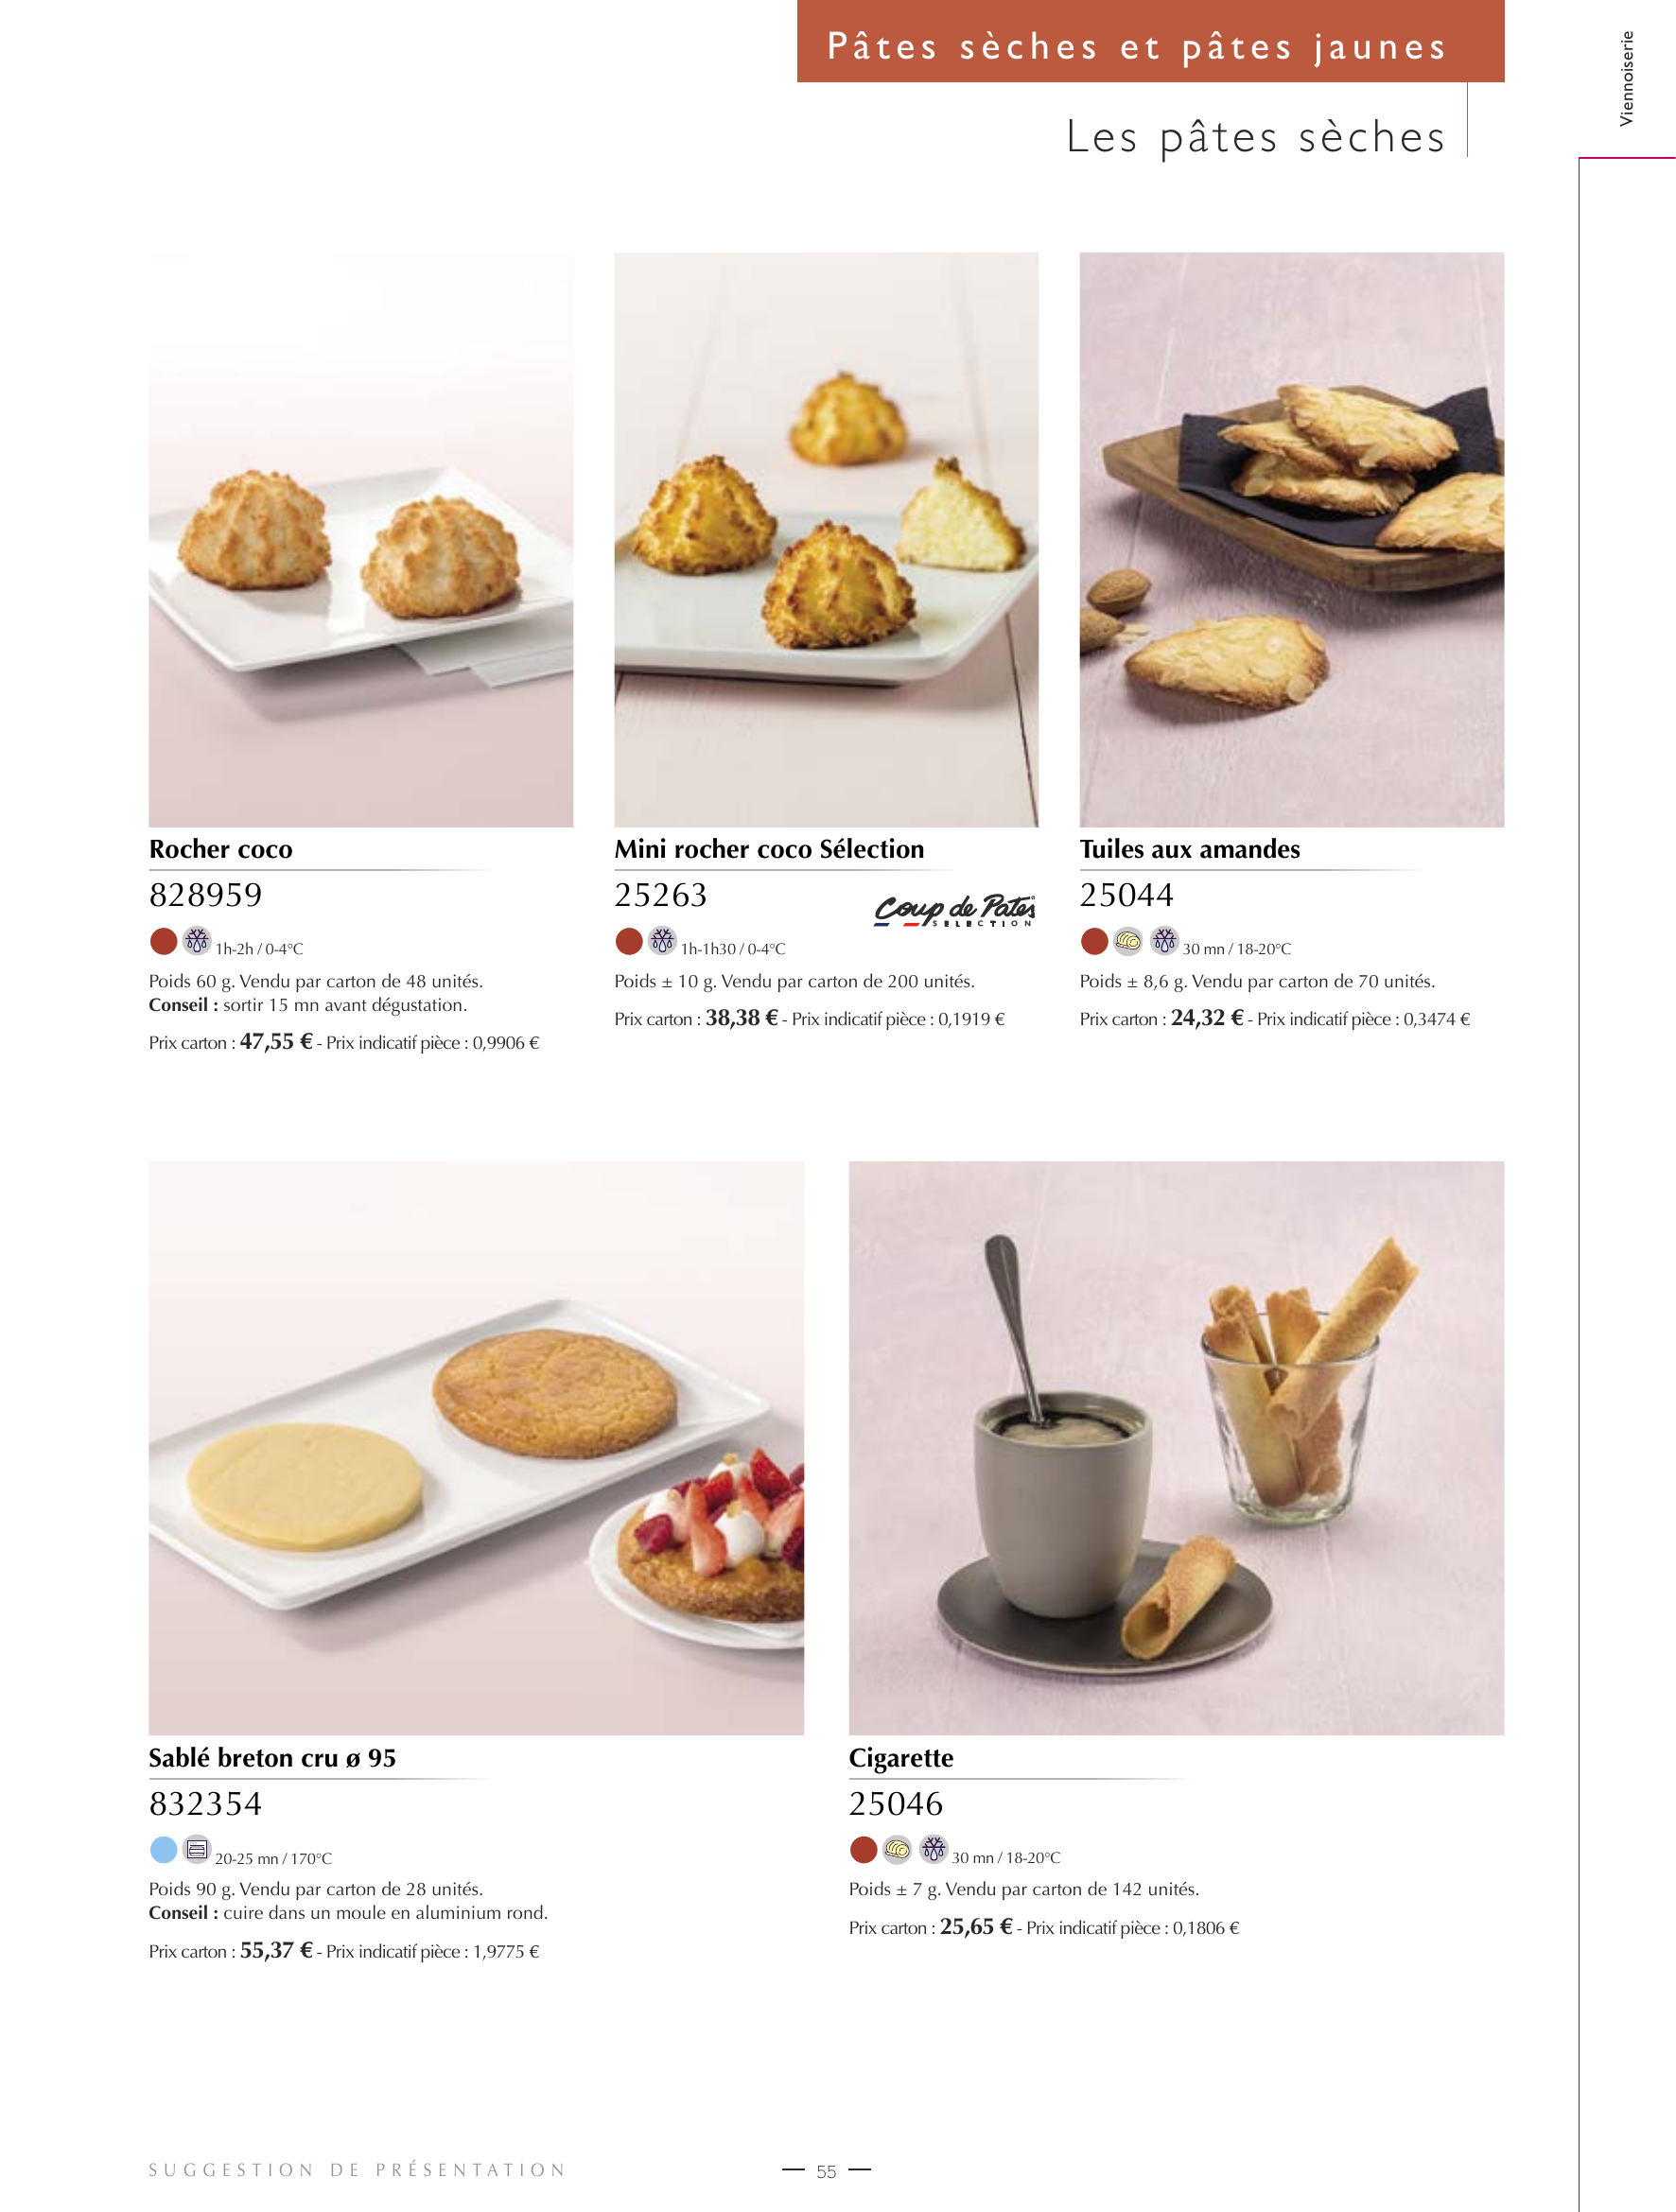 Pâtes sèches et pâtes jaunes
Viennoiserie
Les pâtes sèches
Rocher coco
828959
1h-2h / 0-4°C
Poids 60 g. Vendu par carton de 48 unités.
Conseil : sortir 15 mn avant dégustation.
Prix carton : 47,55 € - Prix indicatif pièce : 0,9906 €
Mini rocher coco Sélection
25263
Coup de Pates
SELECTION
1h-1h30 / 0-4°C
Poids ± 10 g. Vendu par carton de 200 unités.
Prix carton : 38,38 € - Prix indicatif pièce : 0,1919 €
Tuiles aux amandes
25044
30 mn / 18-20°C
Poids ± 8,6 g. Vendu par carton de 70 unités.
Prix carton : 24,32 € - Prix indicatif pièce : 0,3474 €
Sablé breton cru ø 95
832354
20-25 mn / 170°C
Poids 90 g. Vendu par carton de 28 unités.
Conseil : cuire dans un moule en aluminium rond.
Prix carton : 55,37 € - Prix indicatif pièce : 1,9775 €
Cigarette
25046
30 mn / 18-20°C
Poids ± 7 g. Vendu par carton de 142 unités.
Prix carton : 25,65 € - Prix indicatif pièce : 0,1806 €
SUGGESTION DE PRÉSENTATION
— 55 —